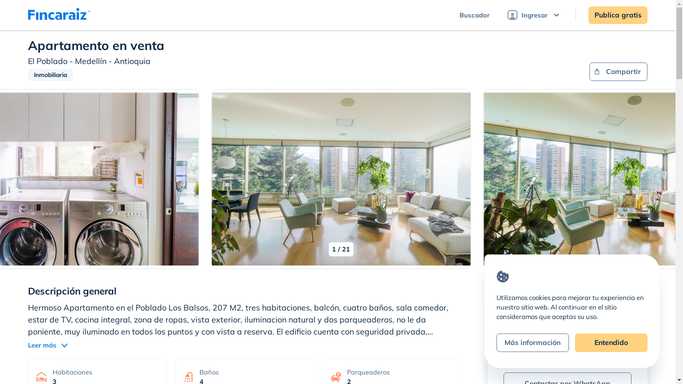 Fincaraiz
Buscador
Ingresar
Publica gratis
Apartamento en venta
El Poblado - Medellín - Antioquia
Inmobiliaria
Compartir
1 / 21
Descripción general
Hermoso Apartamento en el Poblado Los Balsos, 207 M2, tres habitaciones, balcón, cuatro baños, sala comedor,
estar de TV, cocina integral, zona de ropas, vista exterior, iluminacion natural y dos parqueaderos, no le da
poniente, muy iluminado en todos los puntos y con vista a reserva. El edificio cuenta con seguridad privada,...
Leer más
Habitaciones
3
Baños
4
Parqueaderos
2
Utilizamos cookies para mejorar tu experiencia en
nuestro sitio web. Al continuar en el sitio
consideramos que aceptas su uso.
Más información
Entendido
Contactar por WhatsApp